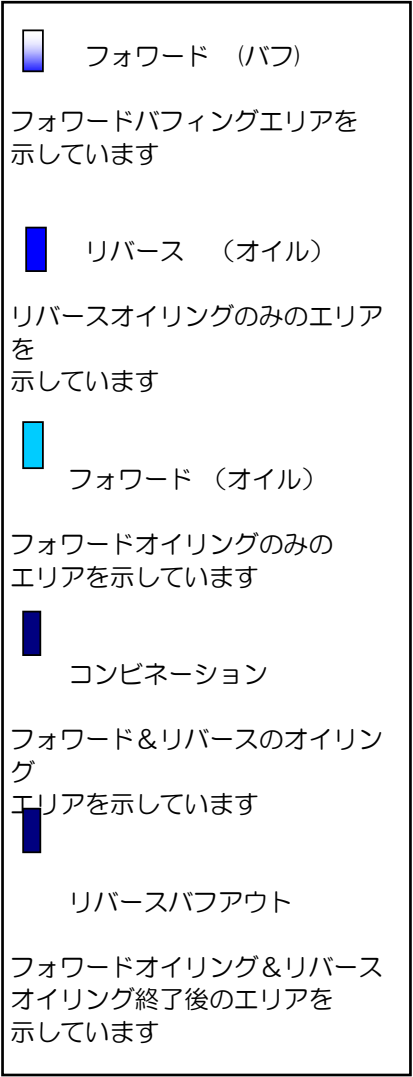 フォワード (バフ)
フォワードバフィングエリアを
示しています
リバース （オイル）
リバースオイリングのみのエリア
を
示しています
フォワード （オイル）
フォワードオイリングのみの
エリアを示しています
コンビネーション
フォワード＆リバースのオイリン
グ
エリアを示しています
リバースバフアウト
フォワードオイリング＆リバース
オイリング終了後のエリアを
示しています